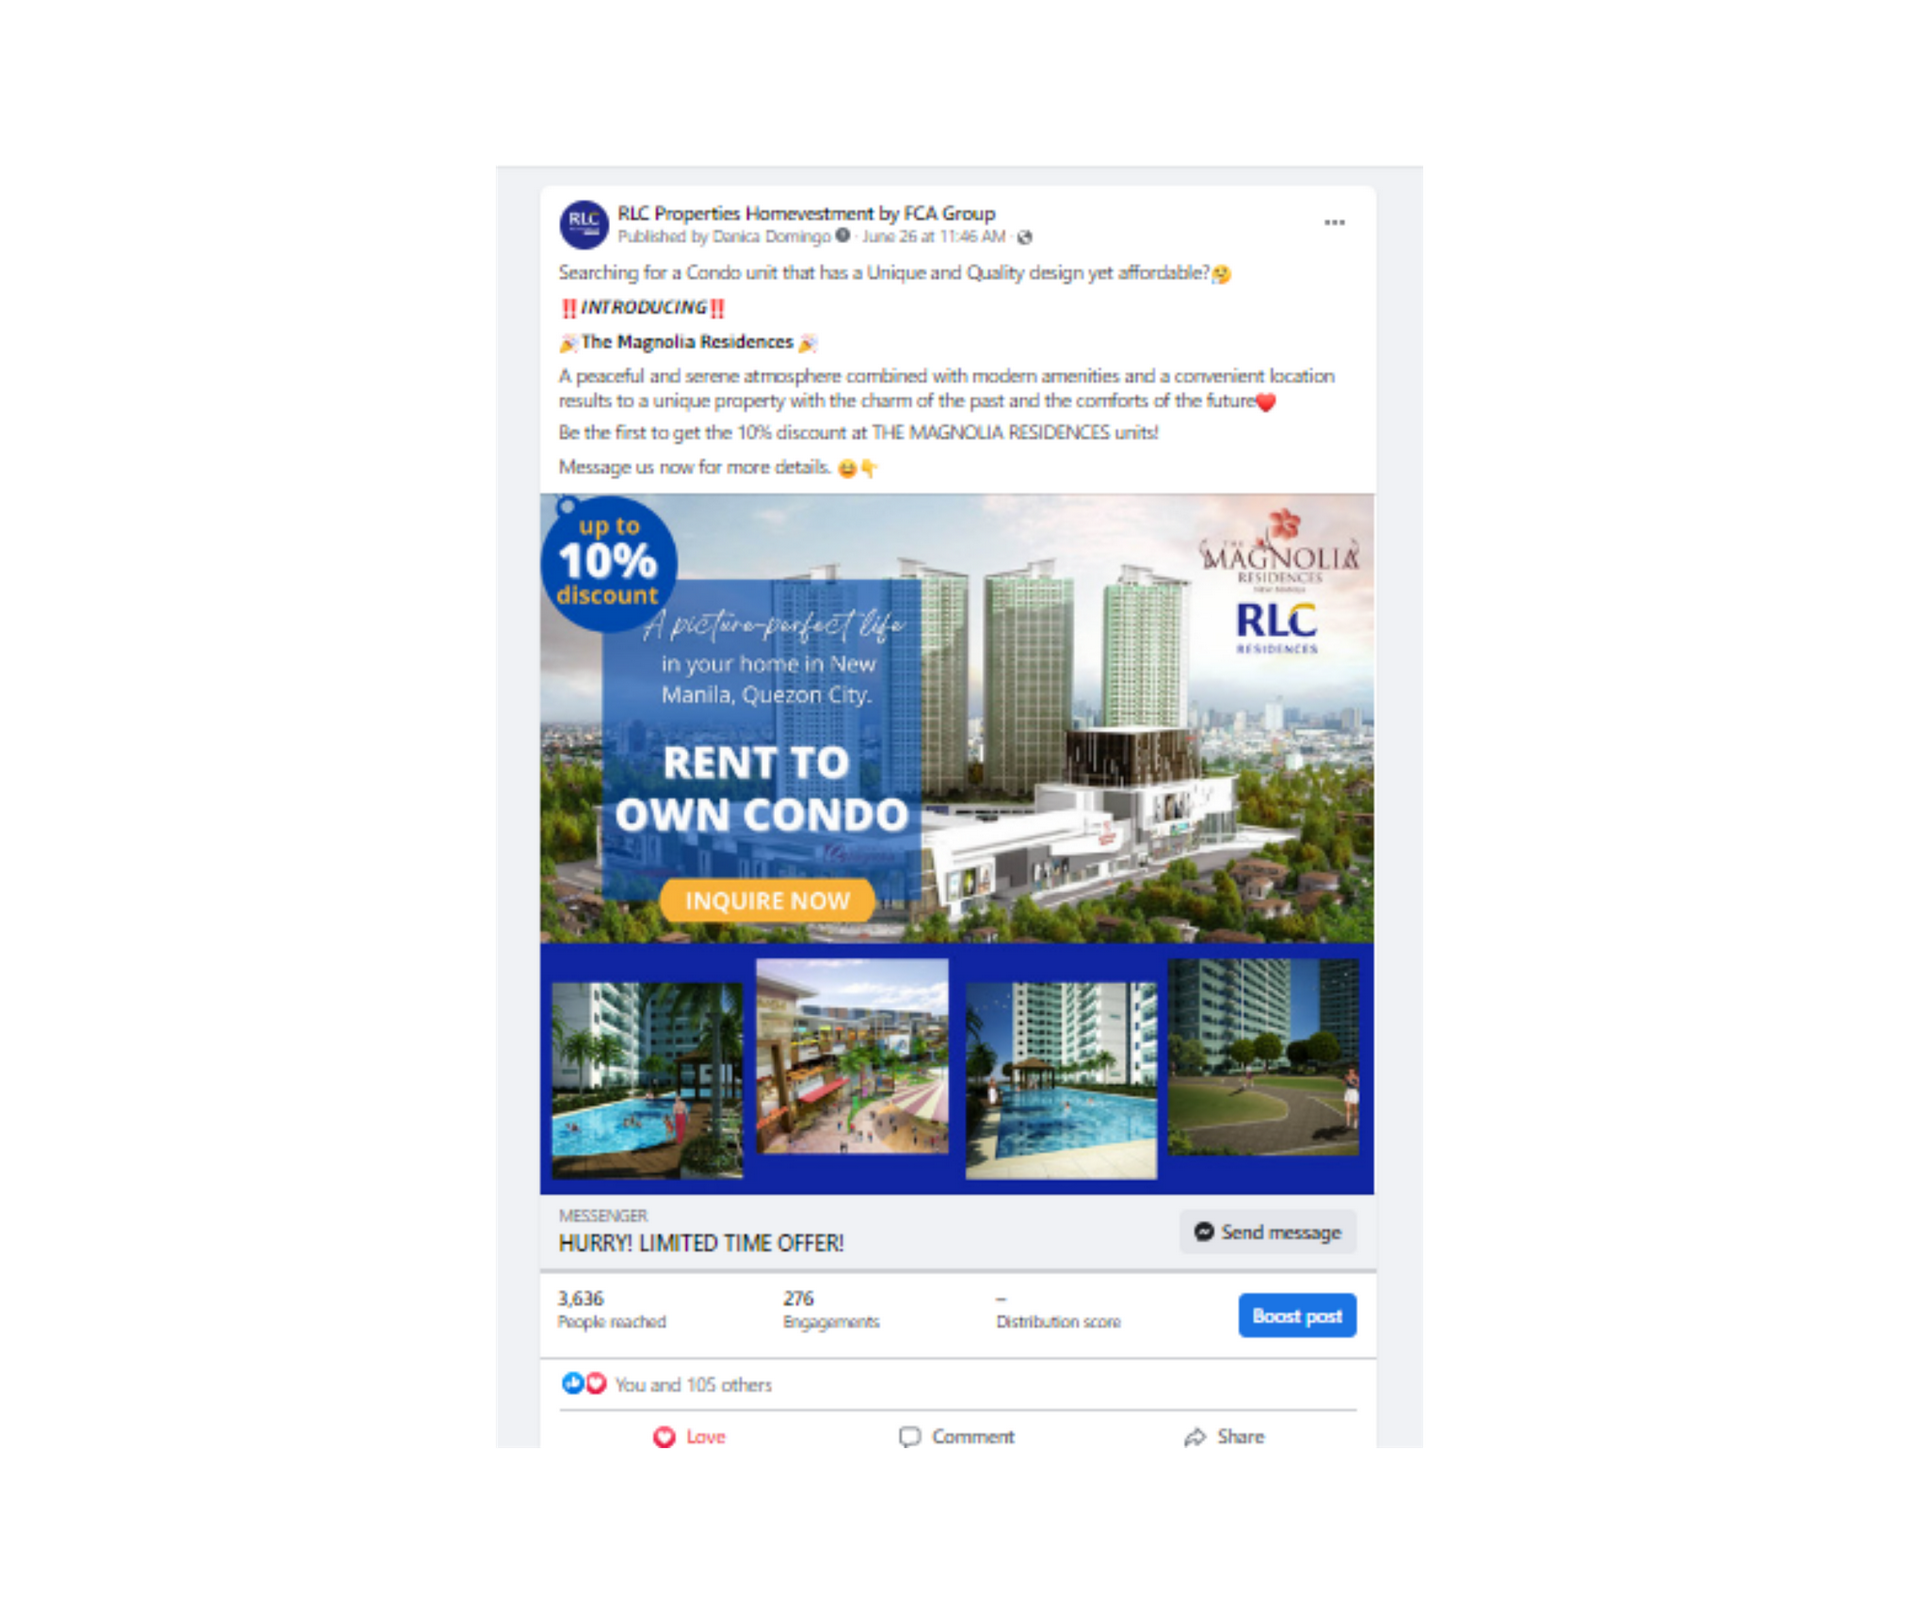 RLC
RLC Properties Homevestment by FCA Group
Published by Danica Domingo · June 26 at 11:46 AM ·
Searching for a Condo unit that has a Unique and Quality design yet affordable?🤔
‼️INTRODUCING‼️
🎉The Magnolia Residences 🎉
A peaceful and serene atmosphere combined with modern amenities and a convenient location
results to a unique property with the charm of the past and the comforts of the future❤️
Be the first to get the 10% discount at THE MAGNOLIA RESIDENCES units!
Message us now for more details. 😆👇
up to
10%
discount
A picture-perfect life
in your home in New
Manila, Quezon City.
RENT TO
OWN CONDO
INQUIRE NOW
THE
MAGNOLIA
RESIDENCES
NEW MANILA
RLC
RESIDENCES
MESSENGER
HURRY! LIMITED TIME OFFER!
Send message
3,636
People reached
276
Engagements
–
Distribution score
Boost post
You and 105 others
Love
Comment
Share